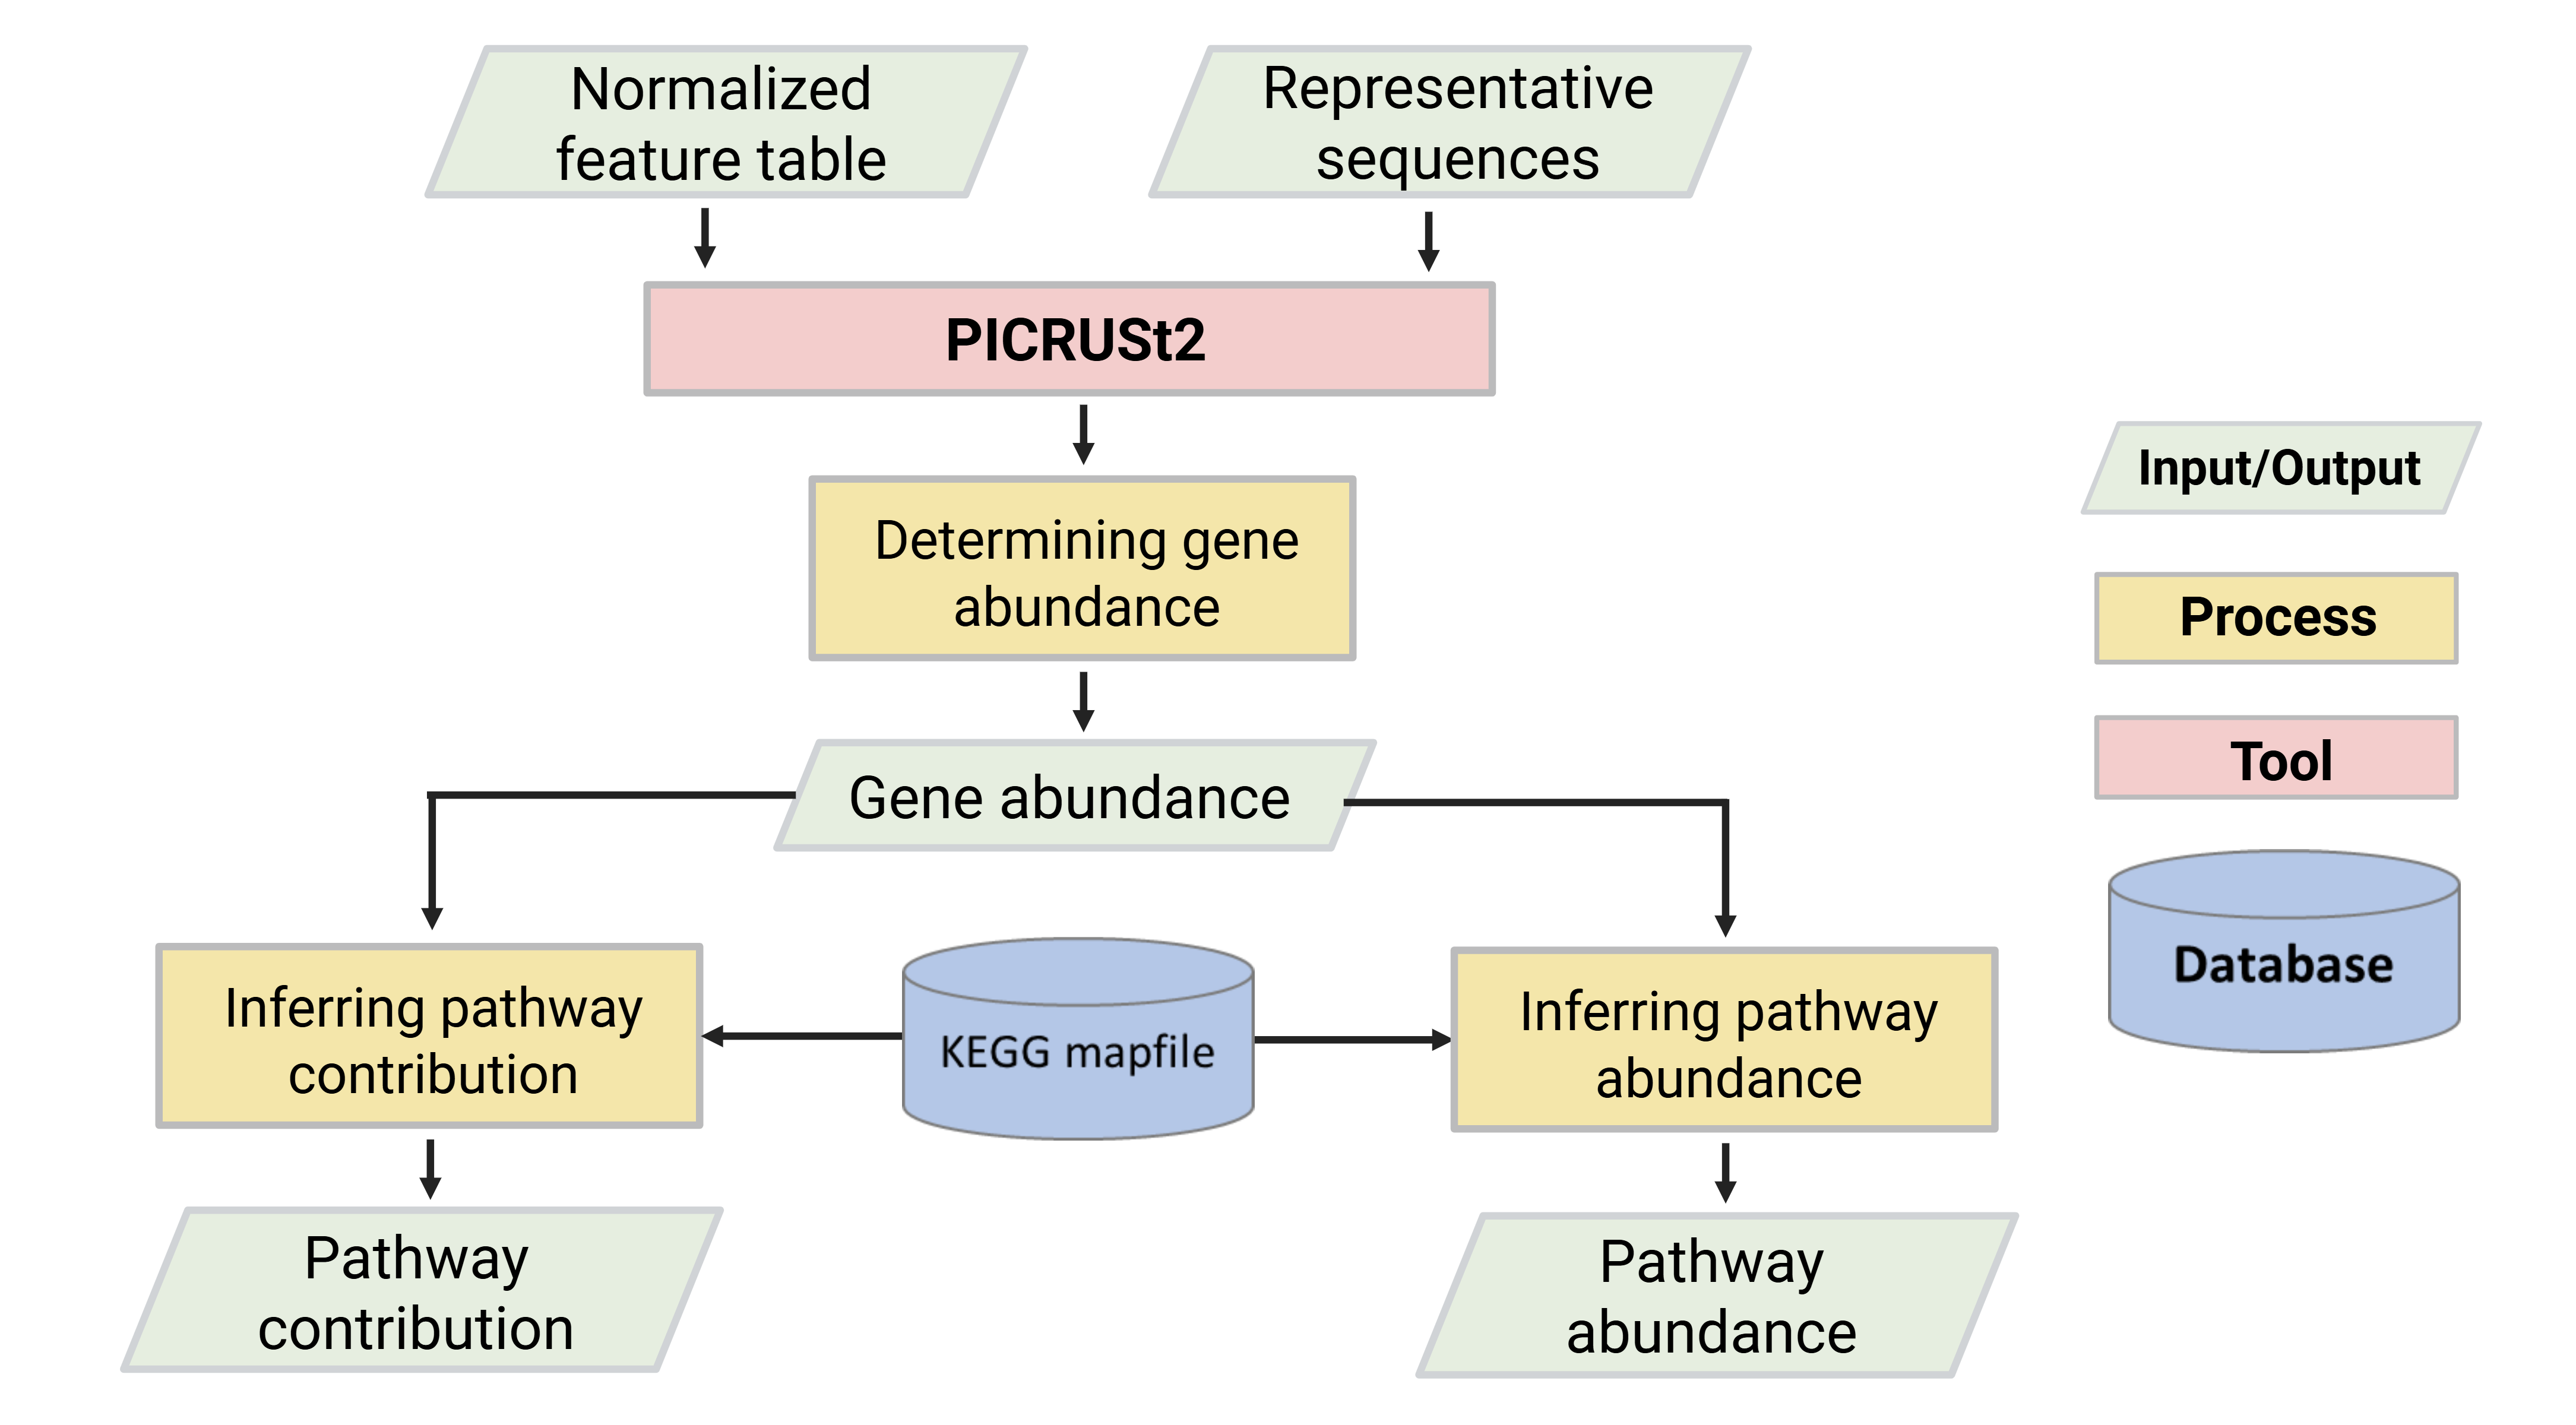 Normalized
feature table
Representative
sequences
PICRUSt2
Determining gene
abundance
Gene abundance
Inferring pathway
contribution
KEGG mapfile
Inferring pathway
abundance
Pathway
contribution
Pathway
abundance
Input/Output
Process
Tool
Database